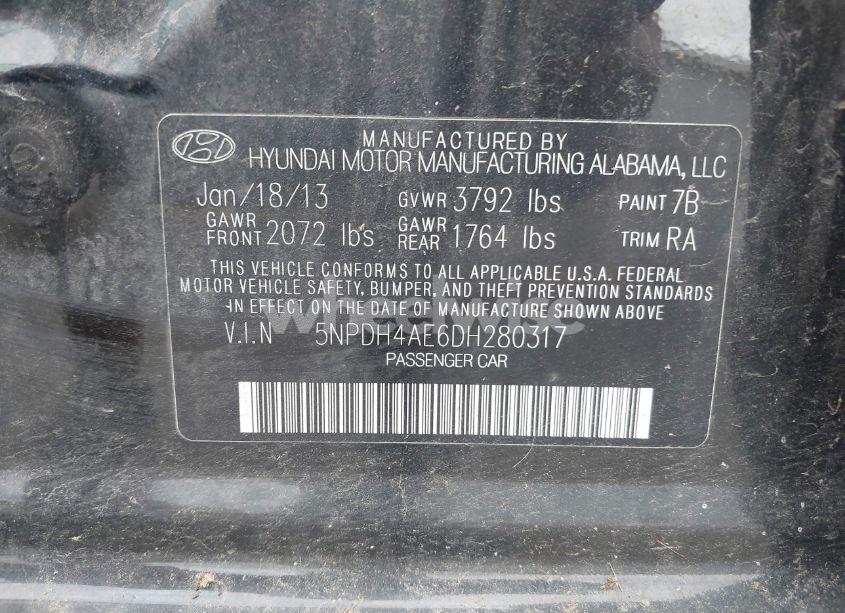 MANUFACTURED BY
HYUNDAI MOTOR MANUFACTURING ALABAMA, LLC
Jan/18/13 GVWR 3792 lbs PAINT 7B
GAWR FRONT 2072 lbs GAWR REAR 1764 lbs TRIM RA
THIS VEHICLE CONFORMS TO ALL APPLICABLE U.S.A. FEDERAL
MOTOR VEHICLE SAFETY, BUMPER, AND THEFT PREVENTION STANDARDS
IN EFFECT ON THE DATE OF MANUFACTURE SHOWN ABOVE
V.I.N 5NPDH4AE6DH280317
PASSENGER CAR